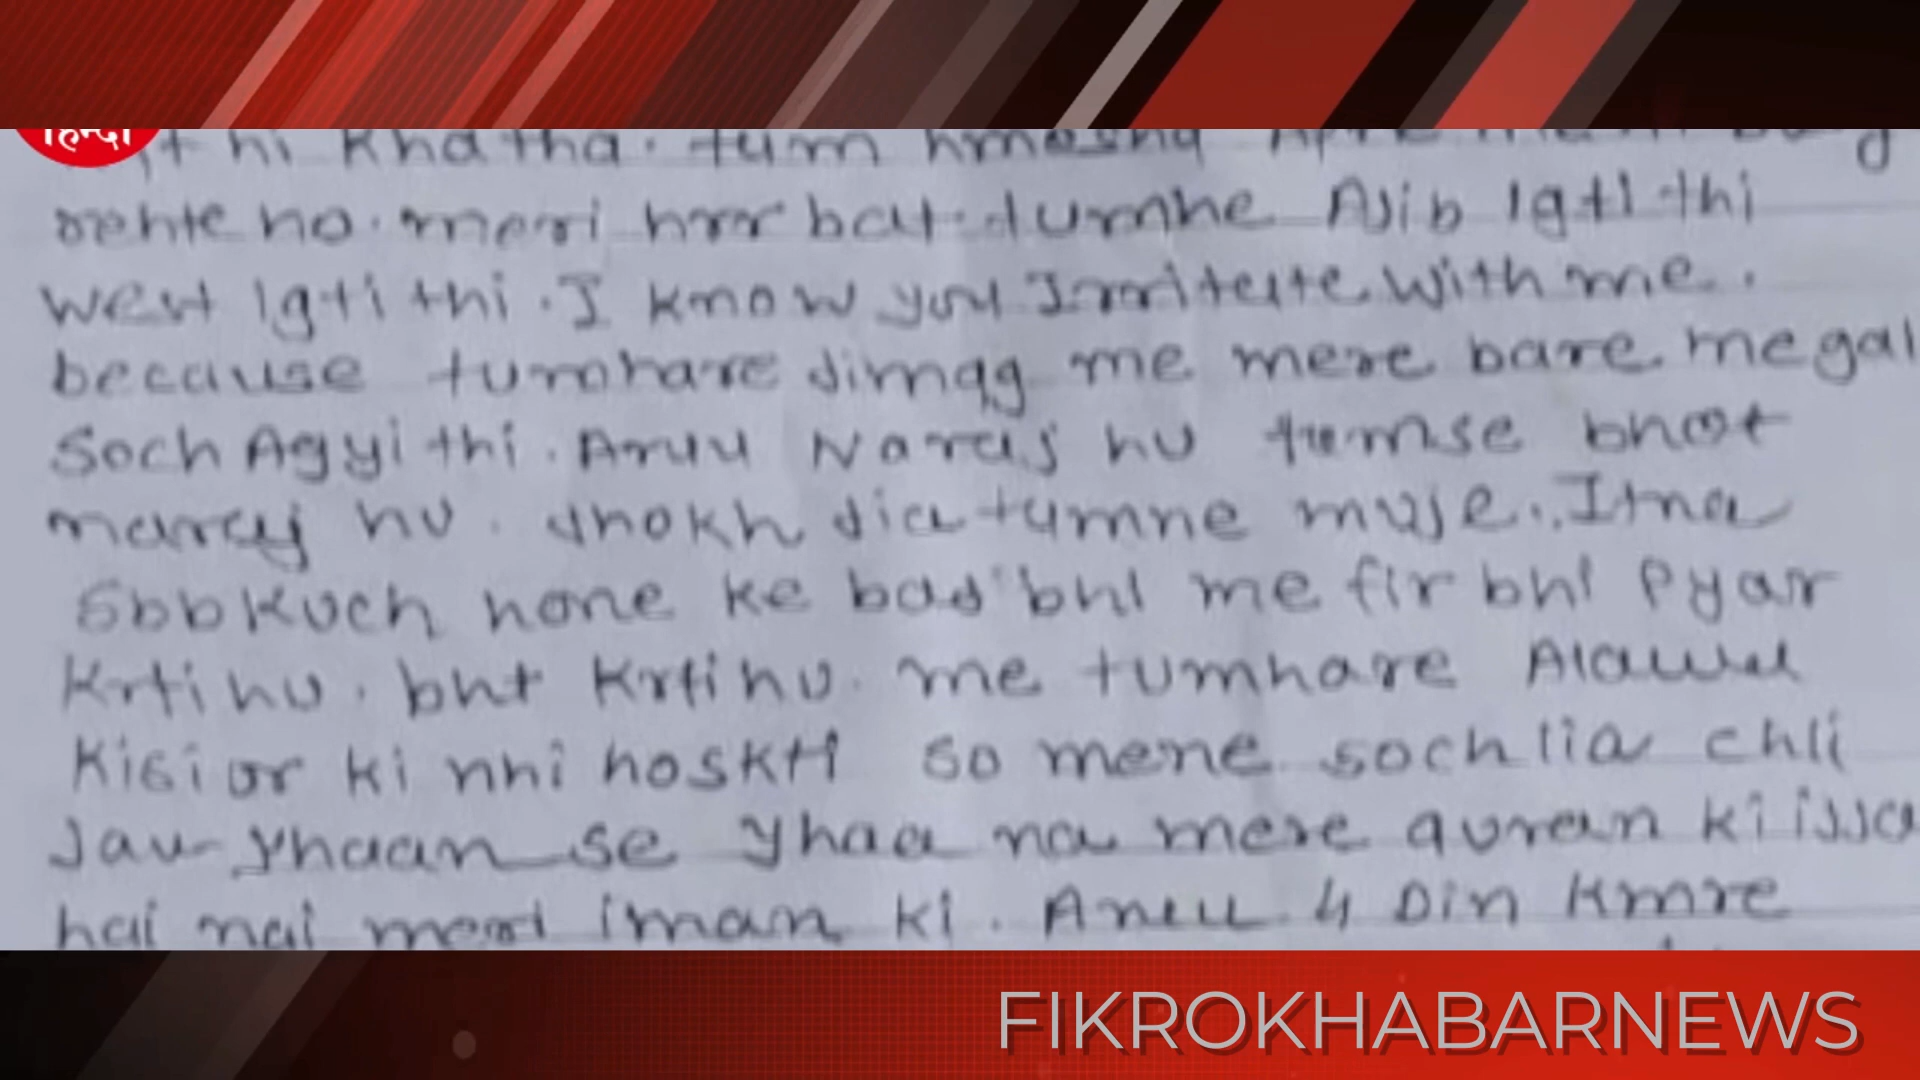 हिन्दी
hi Khatha. tum hmesha
rehte ho. meri hrr bat tumhe Ajib lgti thi
West lgti thi. I know you Irritete with me.
because tumhare dimag me mere bare me gal
Soch Agyi thi. Aruu Naraj hu tumse bhot
naraj hu. dhokh dia tumne muje. Itna
Sbb Kuch hone ke bad bhi me fir bhi Pyar
Krti hu. bht Krti hu. me tumhare Alawa
Kisi or ki nhi hoskti so mene soch lia chli
Jau yhaan se yhaa na mere quran ki
hai nai meri iman ki. 4 Din Kmre
FIKROKHABARNEWS